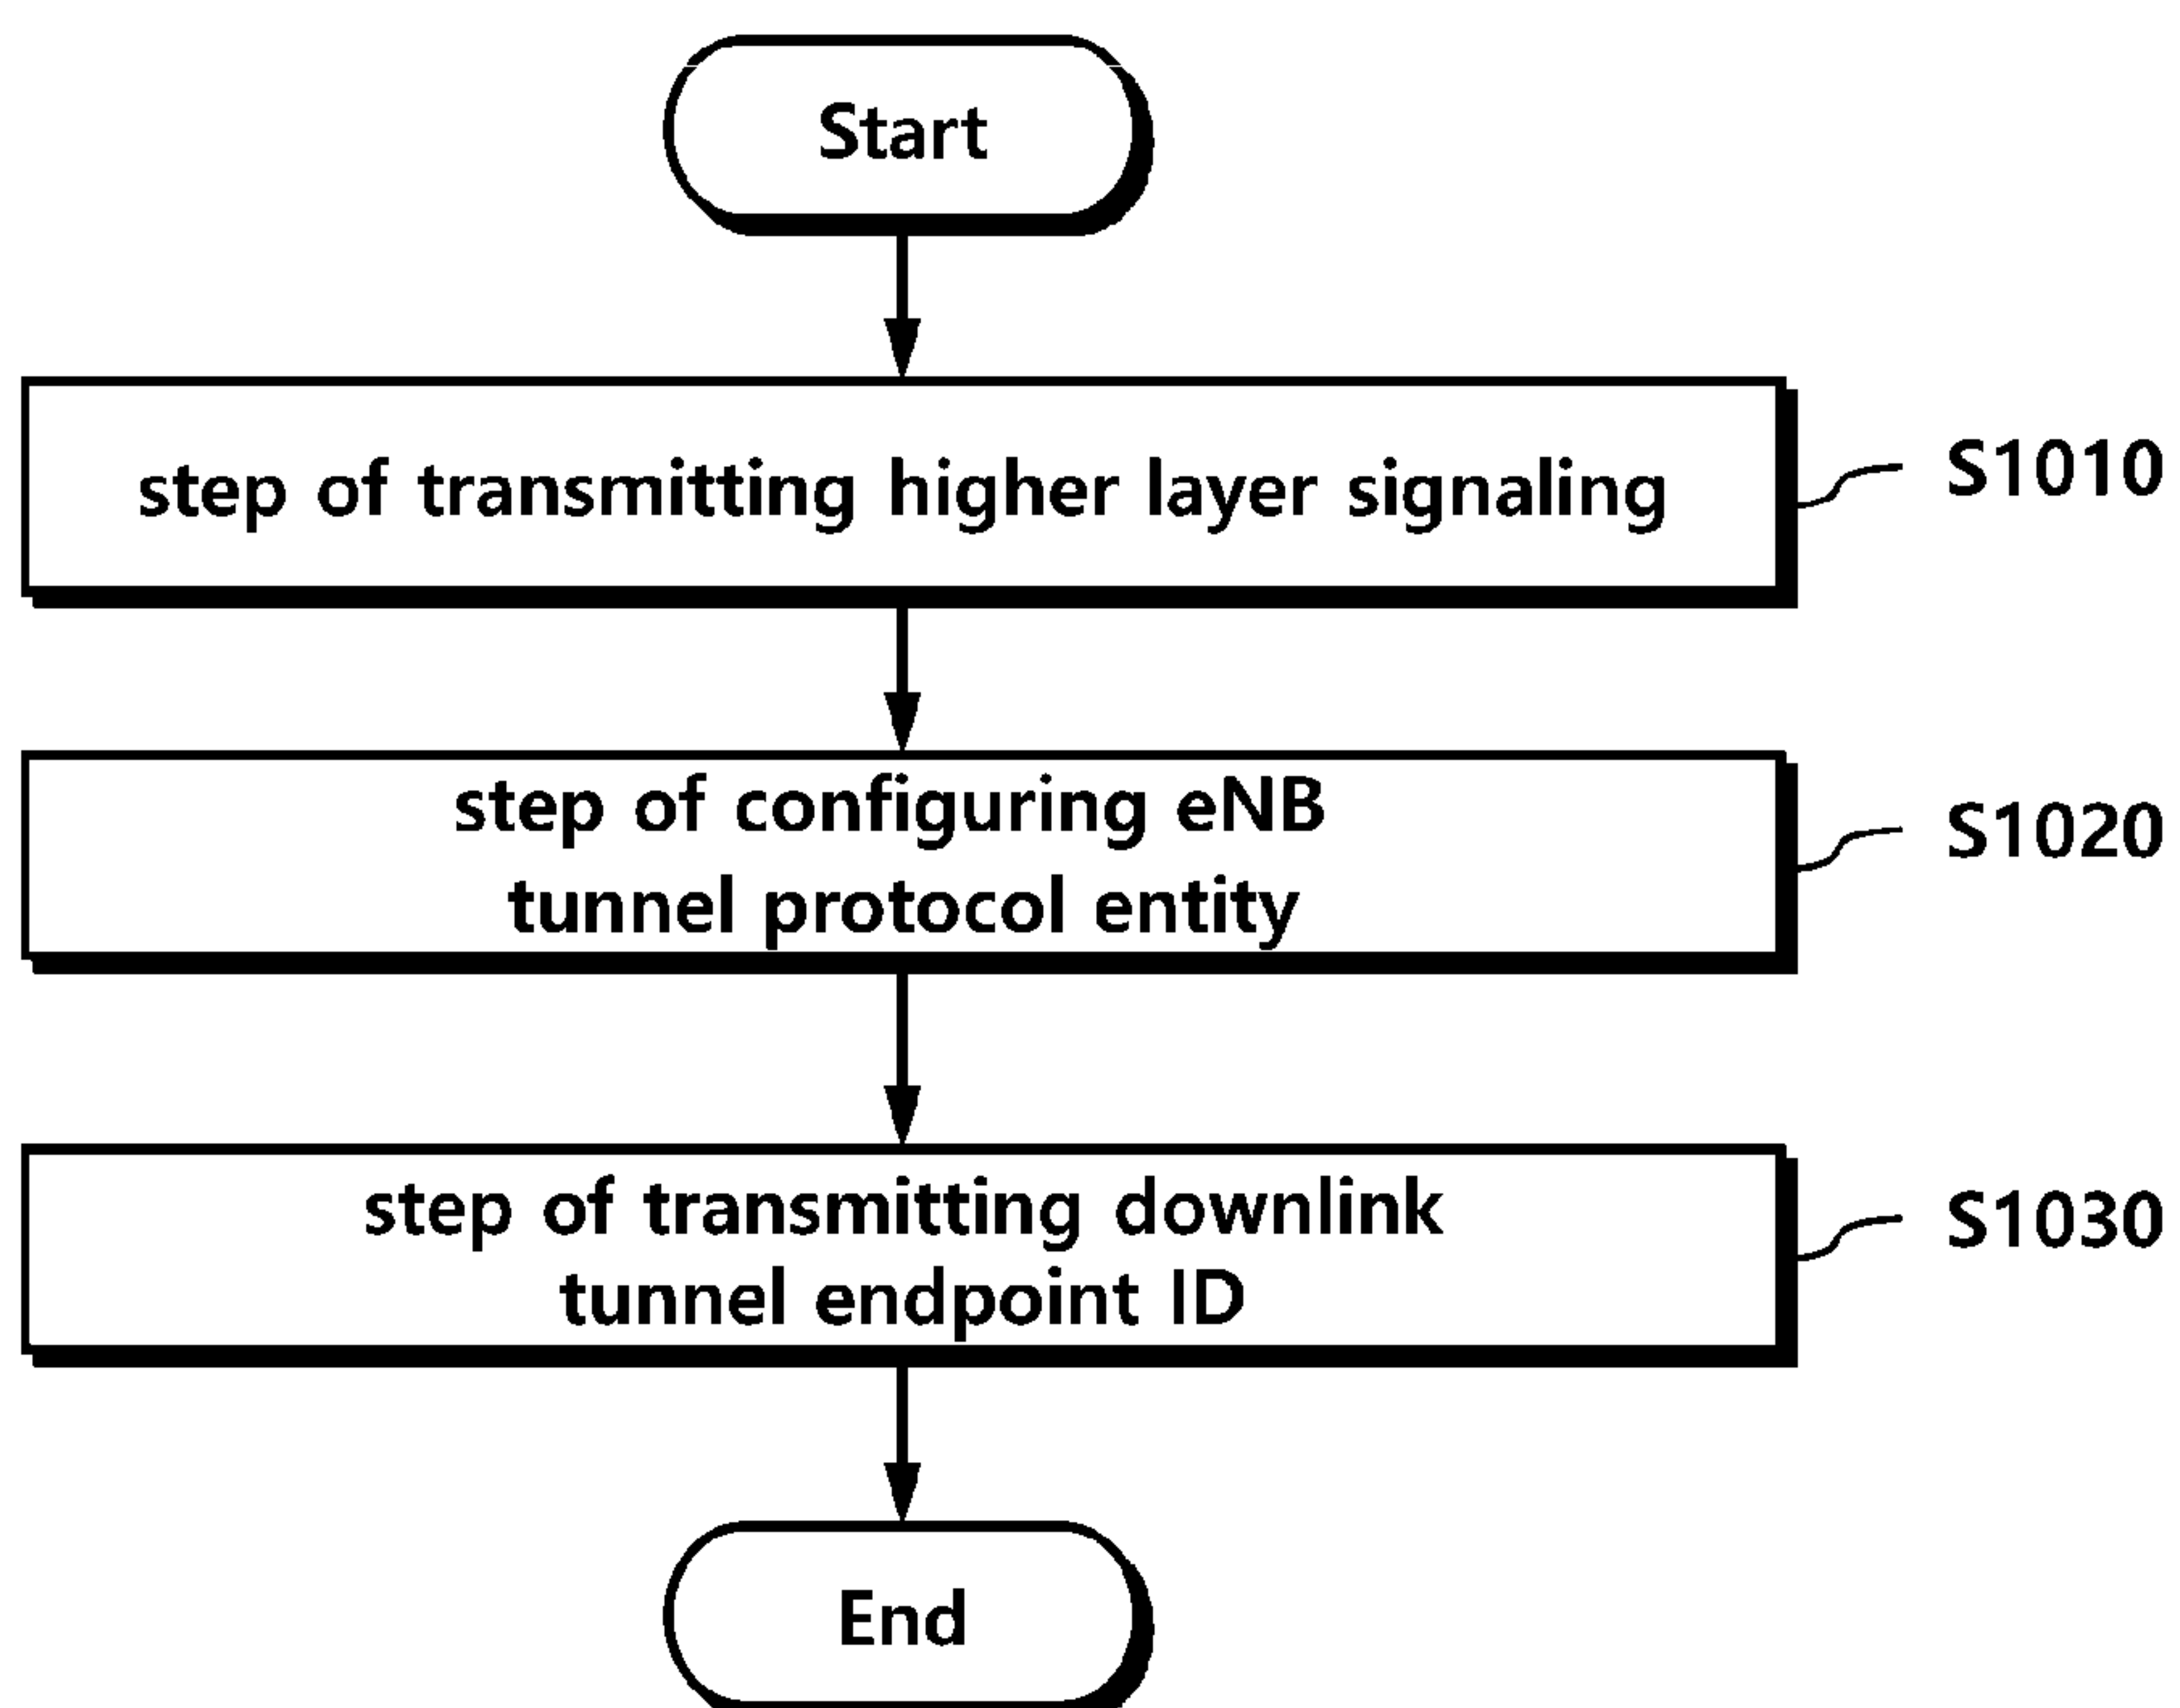 Start
step of transmitting higher layer signaling
S1010
step of configuring eNB
tunnel protocol entity
S1020
step of transmitting downlink
tunnel endpoint ID
S1030
End